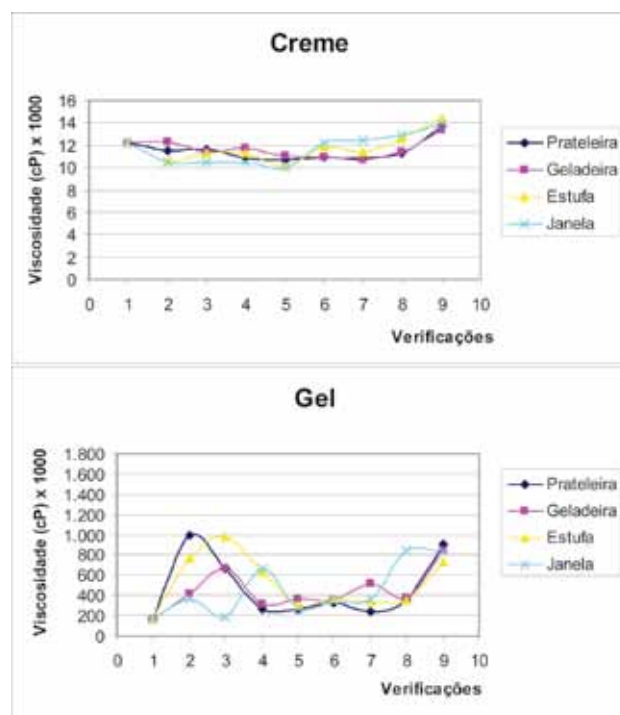 Creme
Viscosidade (cP) x 1000
16
14
12
10
8
6
4
2
0
0 1 2 3 4 5 6 7 8 9 10
Verificações
Prateleira
Geladeira
Estufa
Janela
Gel
Viscosidade (cP) x 1000
1.800
1.600
1.400
1.200
1.000
800
600
400
200
0
0 1 2 3 4 5 6 7 8 9 10
Verificações
Prateleira
Geladeira
Estufa
Janela